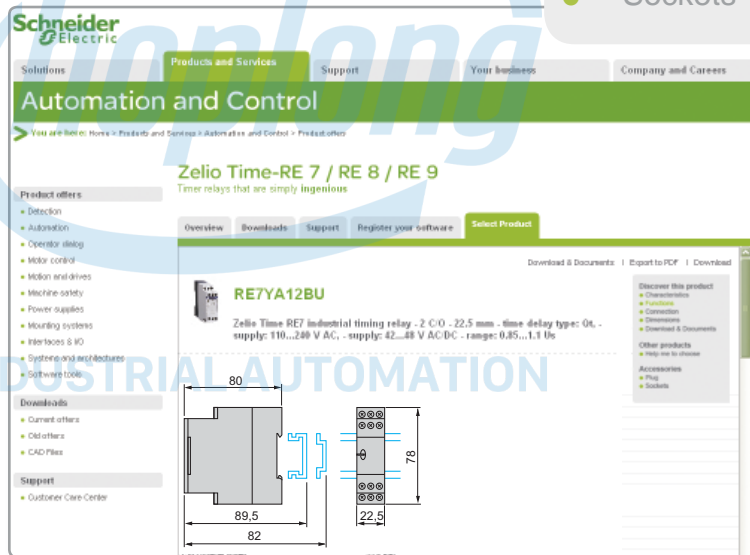 Sockets
Schneider
Electric
Solutions
Products and Services
Support
Your business
Company and Careers
Automation and Control
You are here: Home > Products and Services > Automation and Control > Product offers
Zelio Time-RE 7 / RE 8 / RE 9
Timer relays that are simply ingenious
Product offers
Detection
Automation
Operator dialog
Motor control
Motion and drives
Machine safety
Power supplies
Mounting systems
Interfaces & I/O
Systems and architectures
Software tools
Downloads
Current offers
Old offers
CAD Files
Support
Customer Care Center
Overview
Downloads
Support
Register your software
Select Product
Download & Documents | Export to PDF | Download
RE7YA12BU
Zelio Time RE7 industrial timing relay - 2 C/O - 22.5 mm - time delay type: Qt, -
supply: 110...240 V AC, - supply: 42...48 V AC/DC - range: 0.85...1.1 Us
Discover this product
Characteristics
Functions
Connection
Dimensions
Download & Documents
Other products
Help me to choose
Accessories
Plug
Sockets
80
78
89,5
22,5
82
hoplong
INDUSTRIAL AUTOMATION